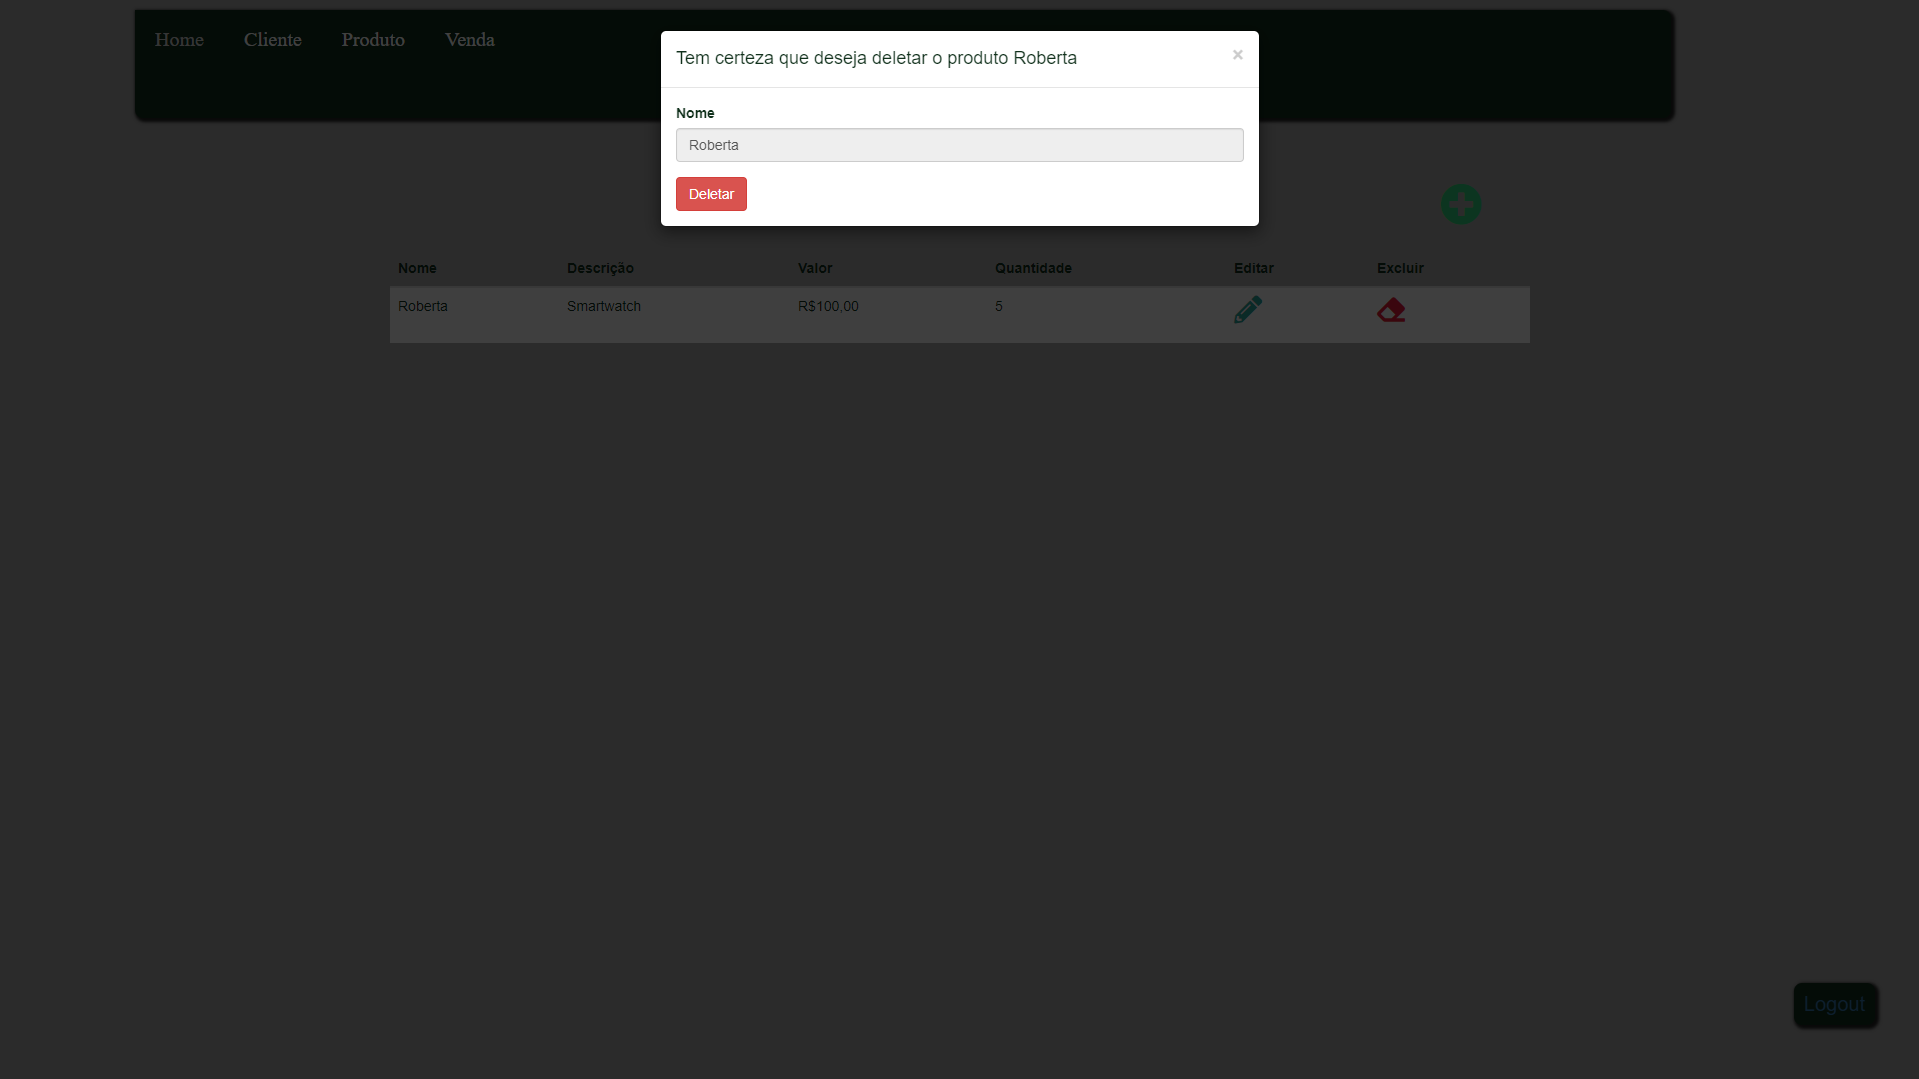 Home Cliente Produto Venda
Tem certeza que deseja deletar o produto Roberta ×
Nome
Roberta
Deletar
Nome Descrição Valor Quantidade Editar Excluir
Roberta Smartwatch R$100,00 5
Logout